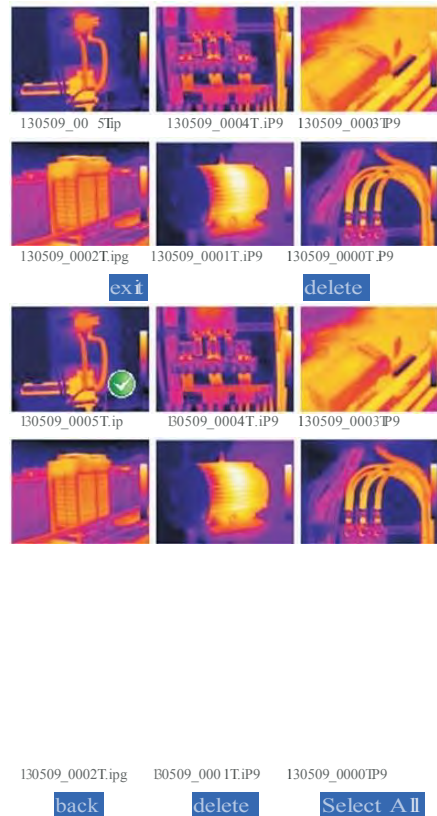 130509_00 5Tip
130509_0004T.iP9
130509_0003TP9
130509_0002T.ipg
130509_0001T.iP9
130509_0000T.P9
exit
delete
130509_0005T.ip
130509_0004T.iP9
130509_0003TP9
130509_0002T.ipg
130509_000 1T.iP9
130509_0000TP9
back
delete
Select All